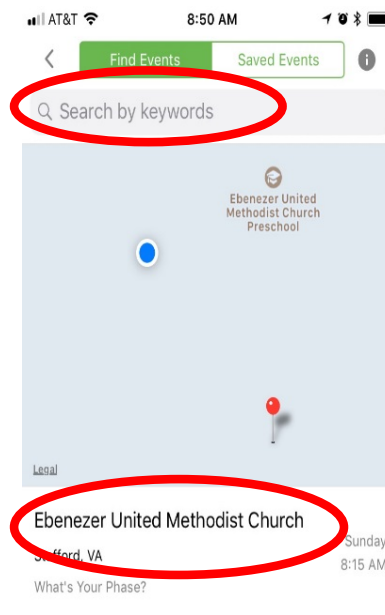 AT&T 8:50 AM
Find Events Saved Events
Search by keywords
Ebenezer United
Methodist Church
Preschool
Legal
Ebenezer United Methodist Church
Sunday
Stafford, VA
8:15 AM
What's Your Phase?